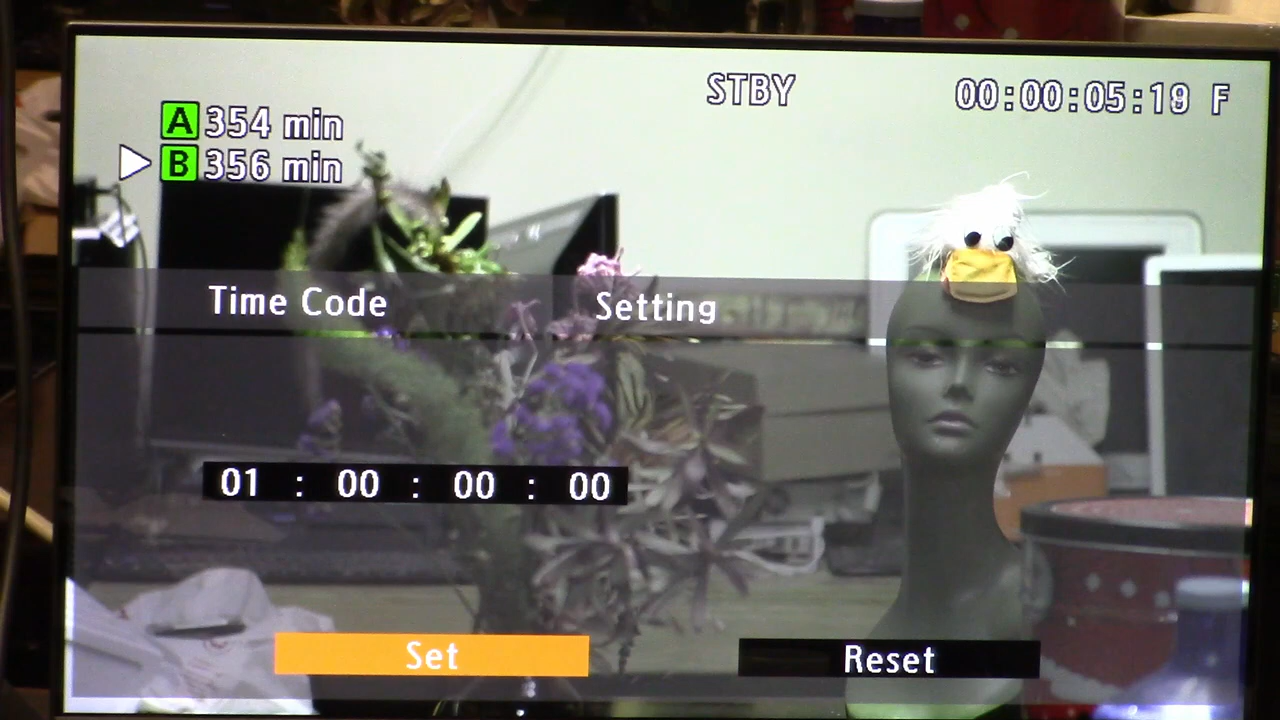 STBY
00:00:05:19 F
A 354 min
B 356 min
Time Code Setting
01 : 00 : 00 : 00
Set Reset